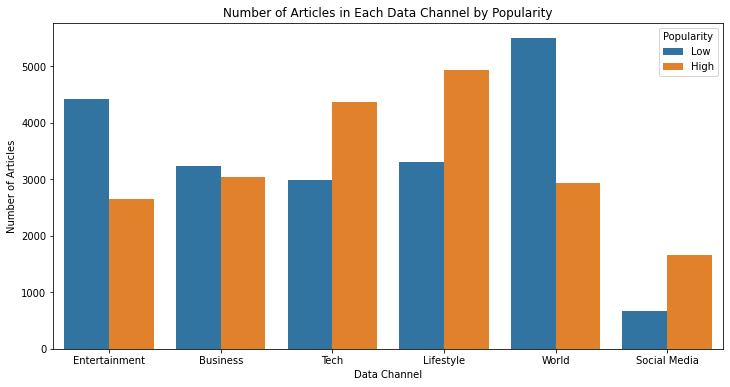 Number of Articles in Each Data Channel by Popularity
Popularity
Low
High
Number of Articles
5000
4000
3000
2000
1000
0
Entertainment Business Tech Lifestyle World Social Media
Data Channel